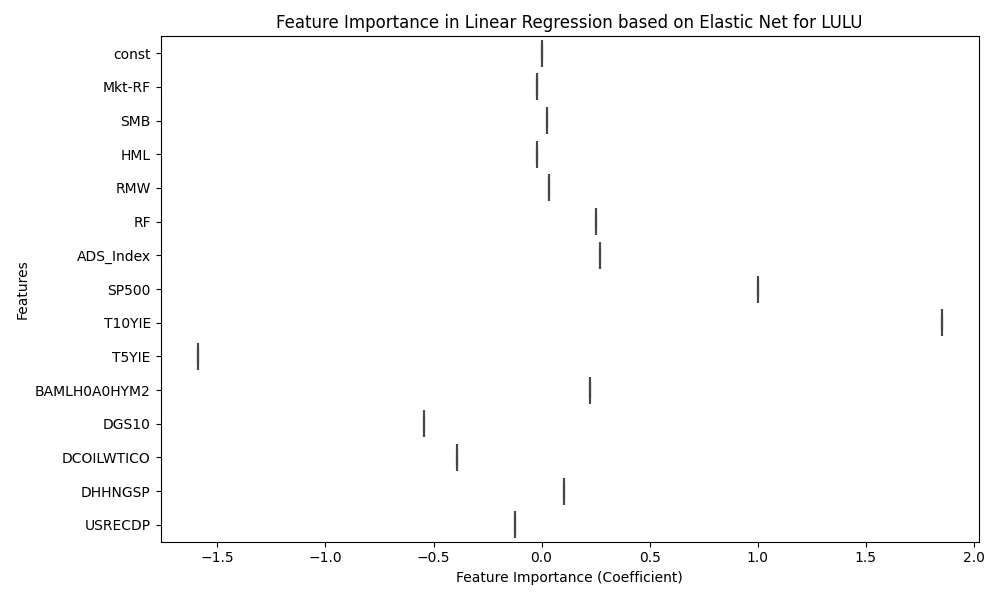 Feature Importance in Linear Regression based on Elastic Net for LULU
Features
const
Mkt-RF
SMB
HML
RMW
RF
ADS_Index
SP500
T10YIE
T5YIE
BAMLH0A0HYM2
DGS10
DCOILWTICO
DHHNGSP
USRECDP
−1.5 −1.0 −0.5 0.0 0.5 1.0 1.5 2.0
Feature Importance (Coefficient)